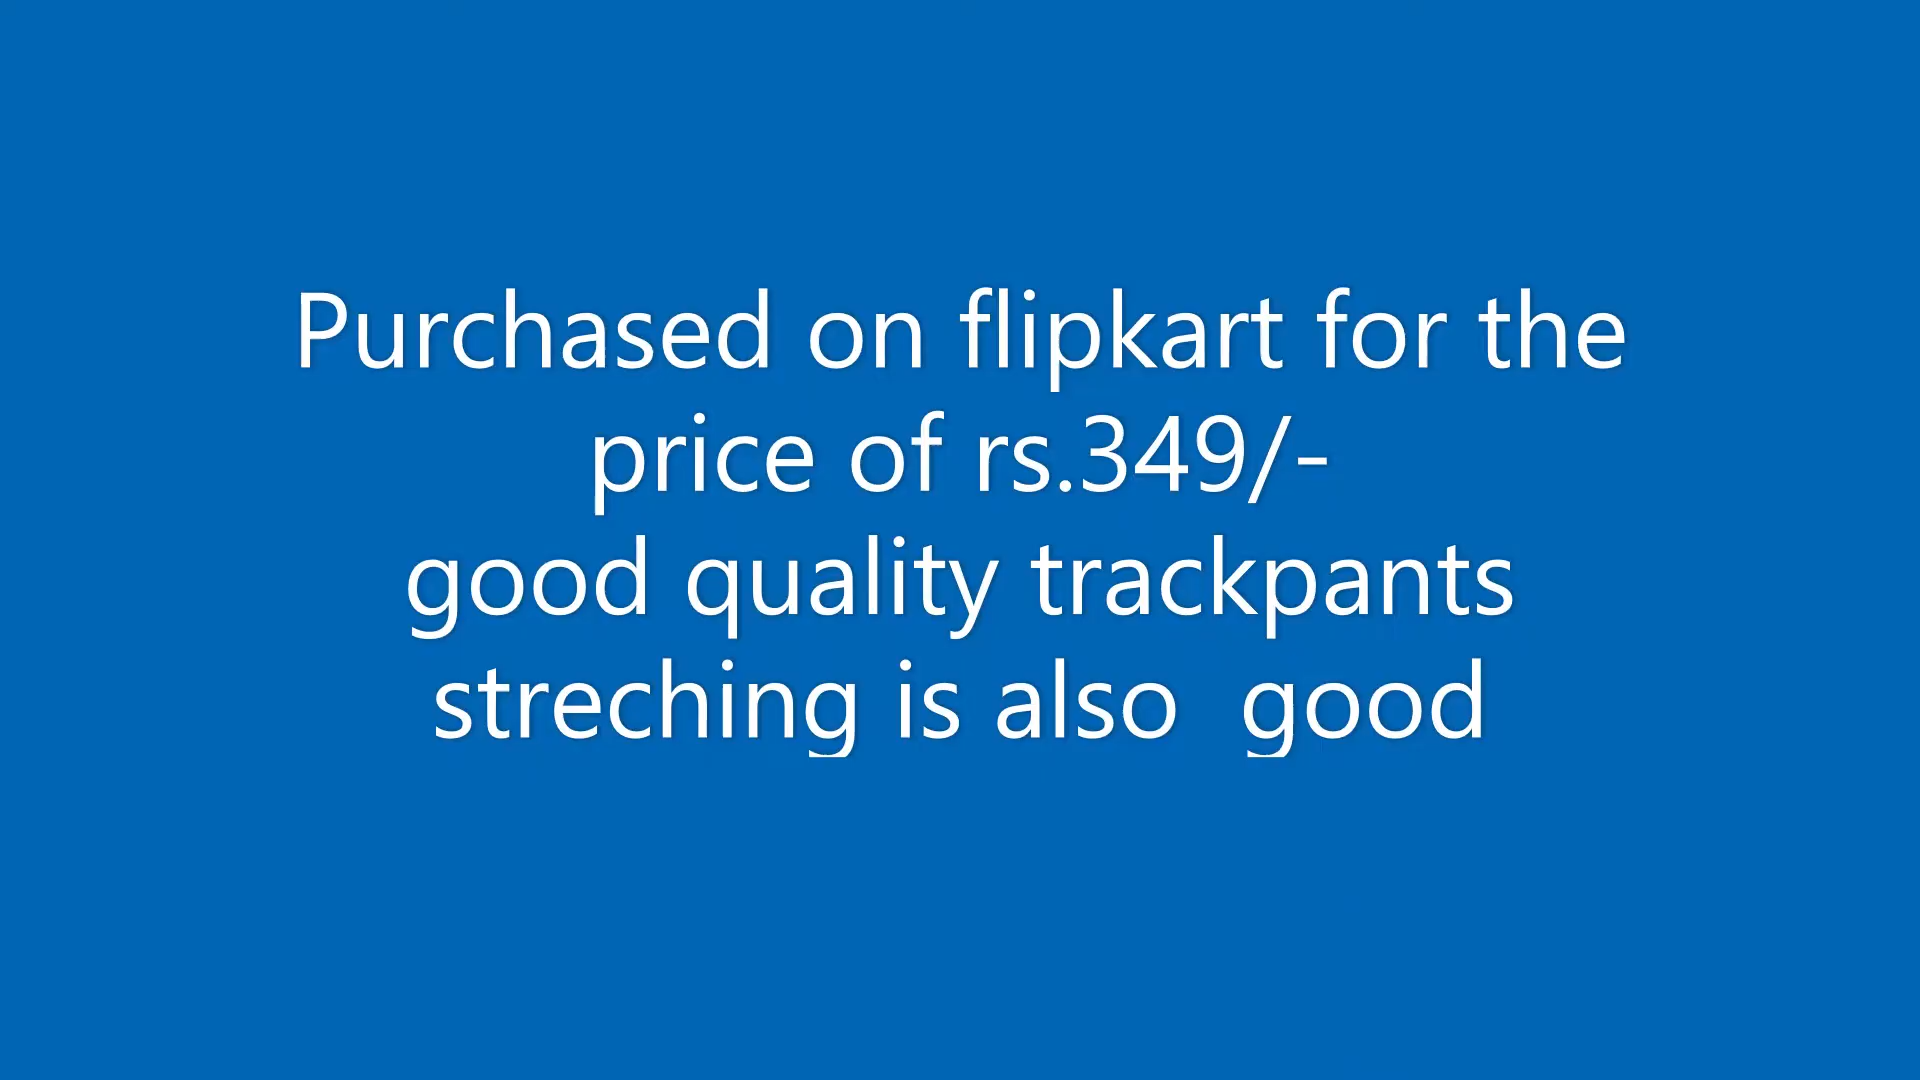 Purchased on flipkart for the
price of rs.349/-
good quality trackpants
streching is also  good